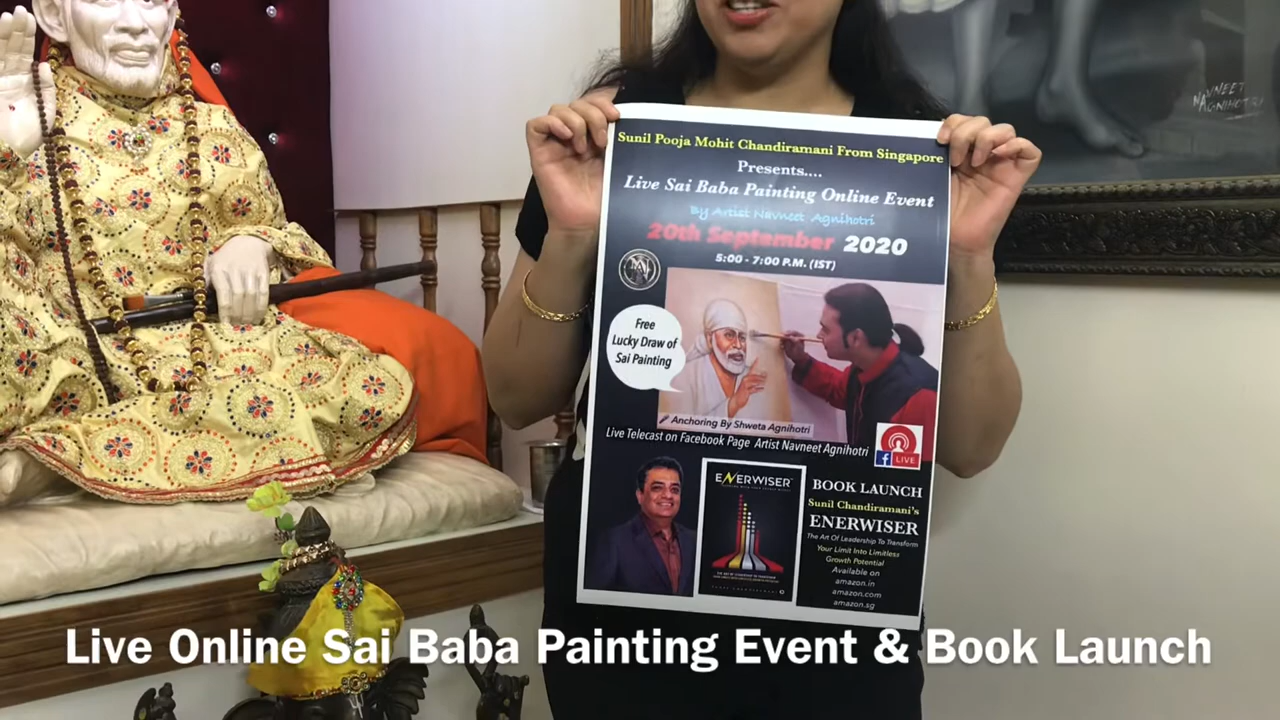 NAVNEET
AGNIHOTRI
Sunil Pooja Mohit Chandiramani From Singapore
Presents....
Live Sai Baba Painting Online Event
By Artist Navneet Agnihotri
20th September 2020
5:00 - 7:00 P.M. (IST)
Free
Lucky Draw of
Sai Painting
Anchoring By Shweta Agnihotri
Live Telecast on Facebook Page Artist Navneet Agnihotri
f LIVE
ENERWISER
BOOK LAUNCH
Sunil Chandiramani's
ENERWISER
The Art Of Leadership To Transform
Your Limit Into Limitless
Growth Potential
Available on
amazon.in
amazon.com
amazon.sg
Live Online Sai Baba Painting Event & Book Launch